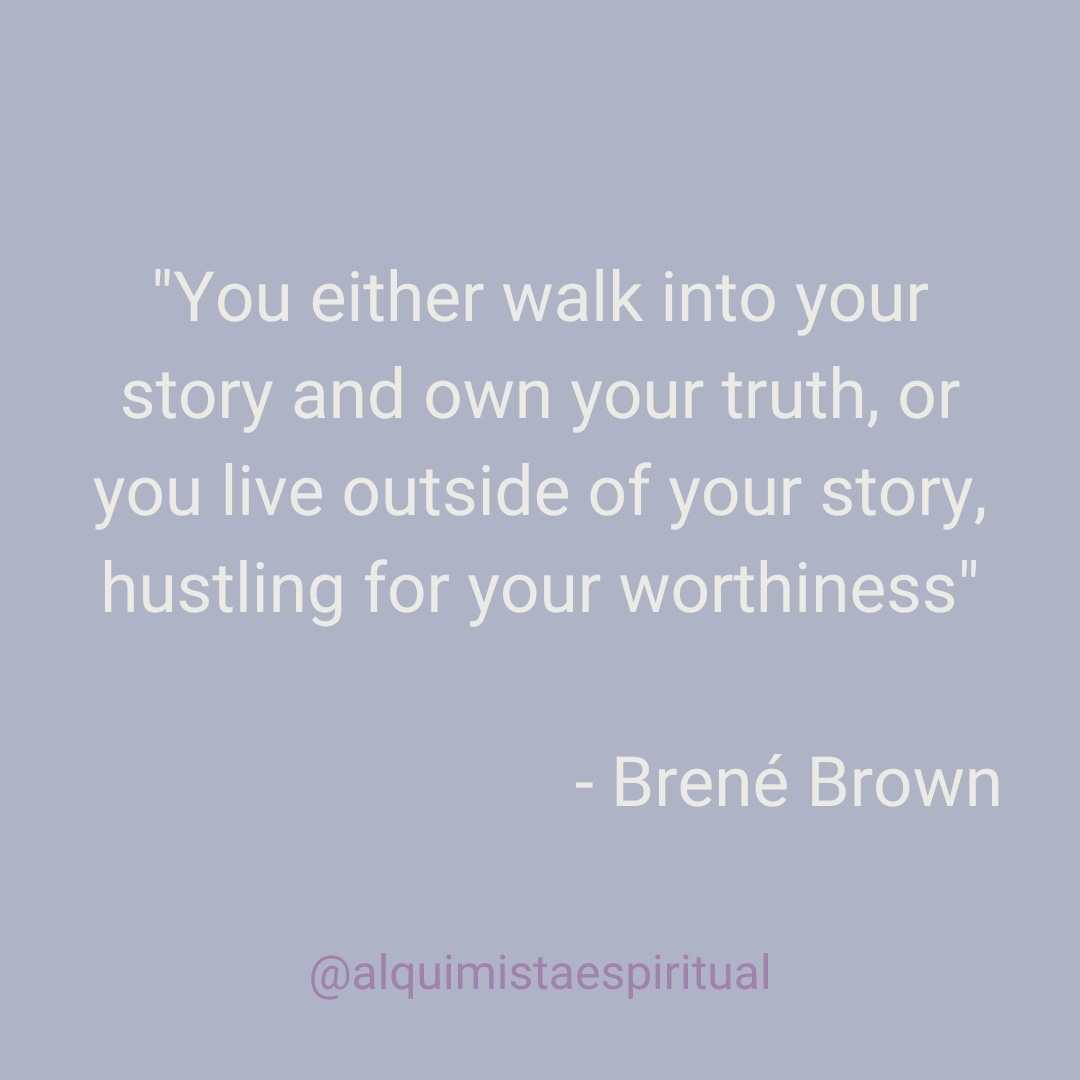 "You either walk into your
story and own your truth, or
you live outside of your story,
hustling for your worthiness"
- Brené Brown
@alquimistaespiritual